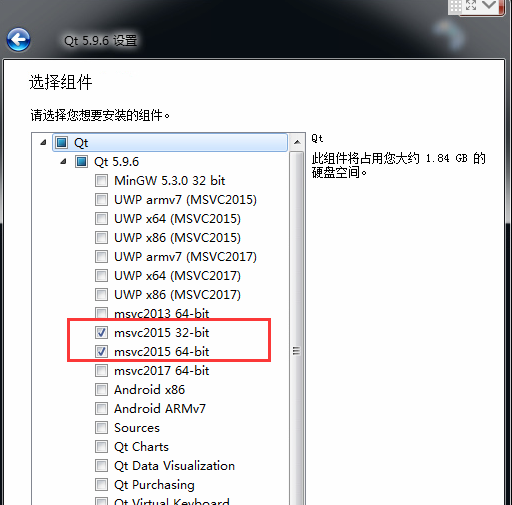 Qt 5.9.6 设置
选择组件
请选择您想要安装的组件。
Qt
Qt 5.9.6
MinGW 5.3.0 32 bit
UWP armv7 (MSVC2015)
UWP x64 (MSVC2015)
UWP x86 (MSVC2015)
UWP armv7 (MSVC2017)
UWP x64 (MSVC2017)
UWP x86 (MSVC2017)
msvc2013 64-bit
msvc2015 32-bit
msvc2015 64-bit
msvc2017 64-bit
Android x86
Android ARMv7
Sources
Qt Charts
Qt Data Visualization
Qt Purchasing
Qt Virtual Keyboard
Qt
此组件将占用您大约 1.84 GB 的
硬盘空间。